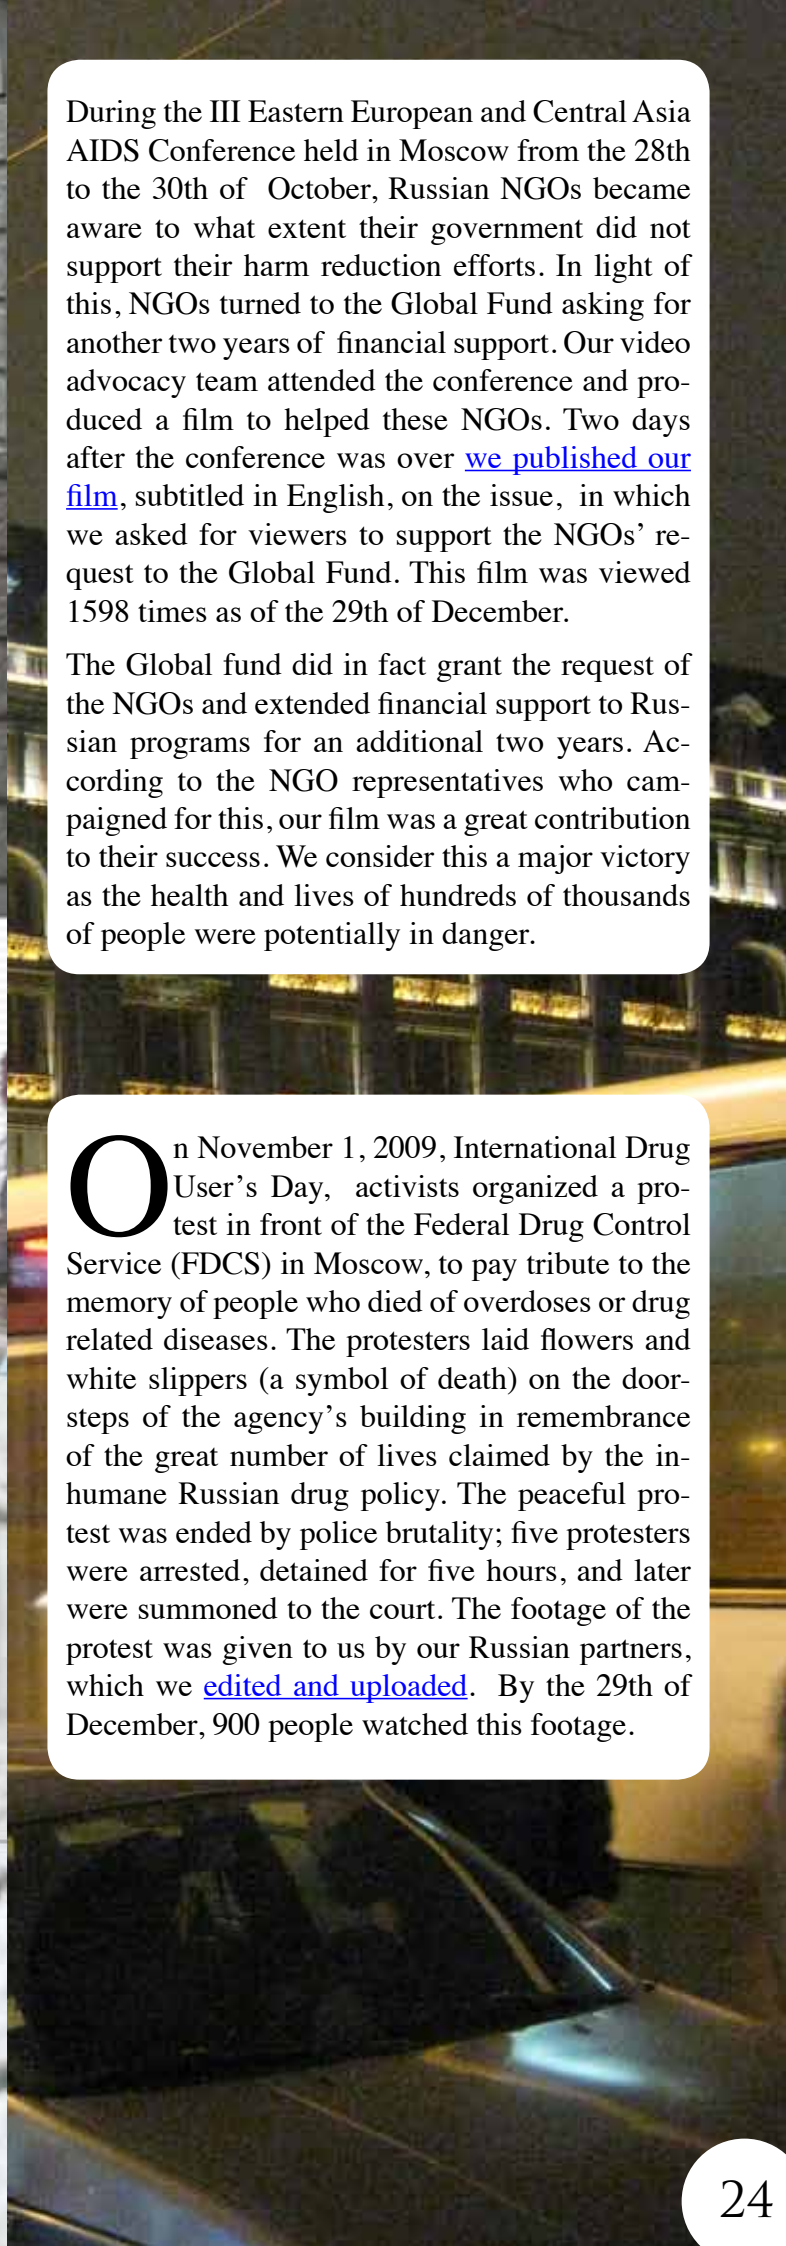 During the III Eastern European and Central Asia
AIDS Conference held in Moscow from the 28th
to the 30th of October, Russian NGOs became
aware to what extent their government did not
support their harm reduction efforts. In light of
this, NGOs turned to the Global Fund asking for
another two years of financial support. Our video
advocacy team attended the conference and pro-
duced a film to helped these NGOs. Two days
after the conference was over we published our
film, subtitled in English, on the issue, in which
we asked for viewers to support the NGOs' re-
quest to the Global Fund. This film was viewed
1598 times as of the 29th of December.
The Global fund did in fact grant the request of
the NGOs and extended financial support to Rus-
sian programs for an additional two years. Ac-
cording to the NGO representatives who cam-
paigned for this, our film was a great contribution
to their success. We consider this a major victory
as the health and lives of hundreds of thousands
of people were potentially in danger.
On November 1, 2009, International Drug
User's Day, activists organized a pro-
test in front of the Federal Drug Control
Service (FDCS) in Moscow, to pay tribute to the
memory of people who died of overdoses or drug
related diseases. The protesters laid flowers and
white slippers (a symbol of death) on the door-
steps of the agency's building in remembrance
of the great number of lives claimed by the in-
humane Russian drug policy. The peaceful pro-
test was ended by police brutality; five protesters
were arrested, detained for five hours, and later
were summoned to the court. The footage of the
protest was given to us by our Russian partners,
which we edited and uploaded. By the 29th of
December, 900 people watched this footage.
24